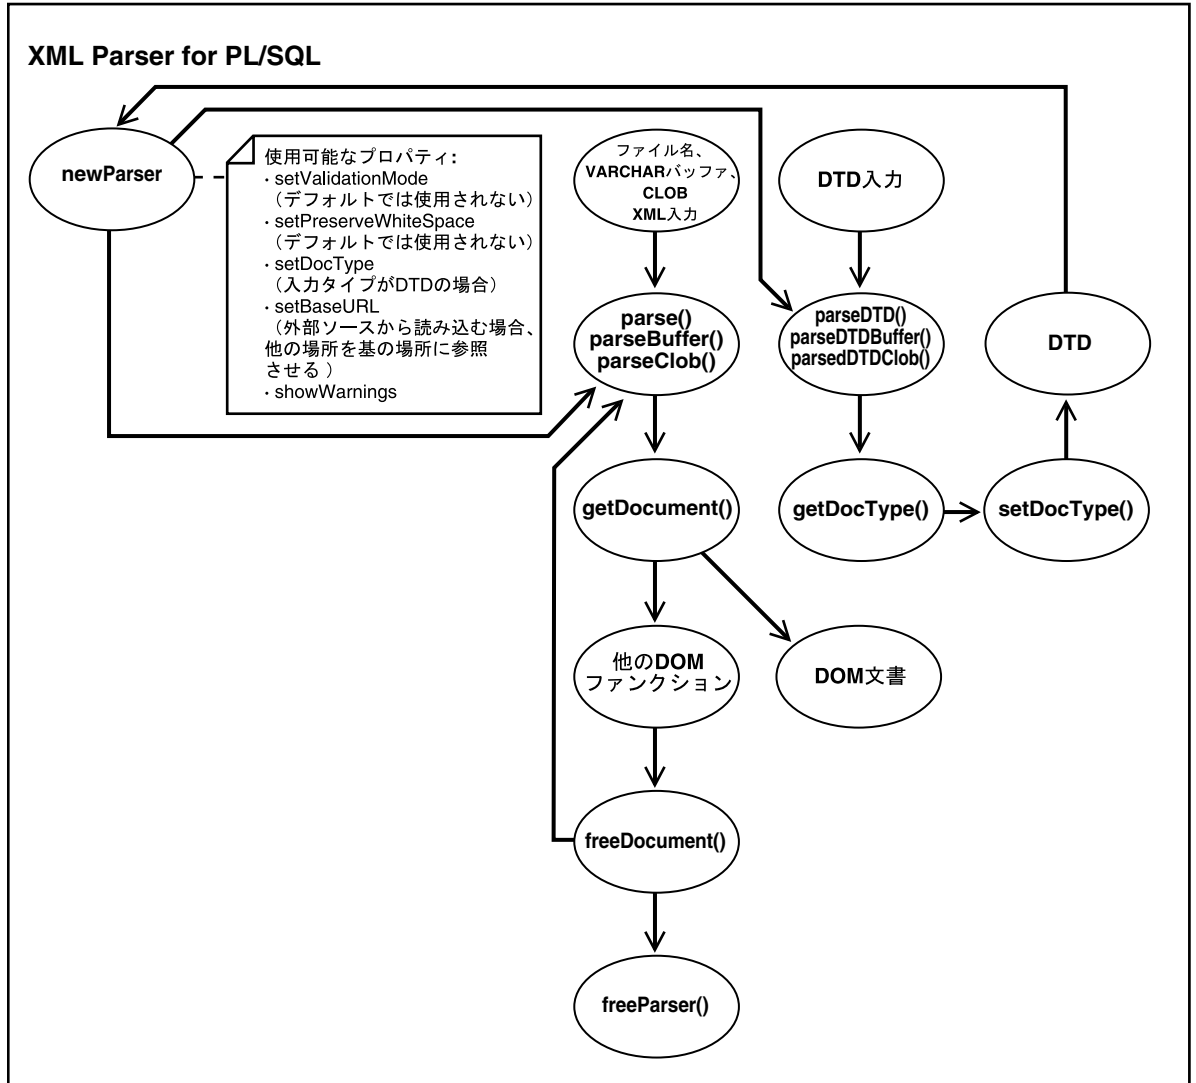 XML Parser for PL/SQL
newParser
使用可能なプロパティ:
· setValidationMode
（デフォルトでは使用されない）
· setPreserveWhiteSpace
（デフォルトでは使用されない）
· setDocType
（入力タイプがDTDの場合）
· setBaseURL
（外部ソースから読み込む場合、
他の場所を基の場所に参照
させる ）
· showWarnings
ファイル名、
VARCHARバッファ、
CLOB
XML入力
DTD入力
parse()
parseBuffer()
parseClob()
parseDTD()
parseDTDBuffer()
parsedDTDClob()
DTD
getDocument()
getDocType()
setDocType()
他のDOM
ファンクション
DOM文書
freeDocument()
freeParser()